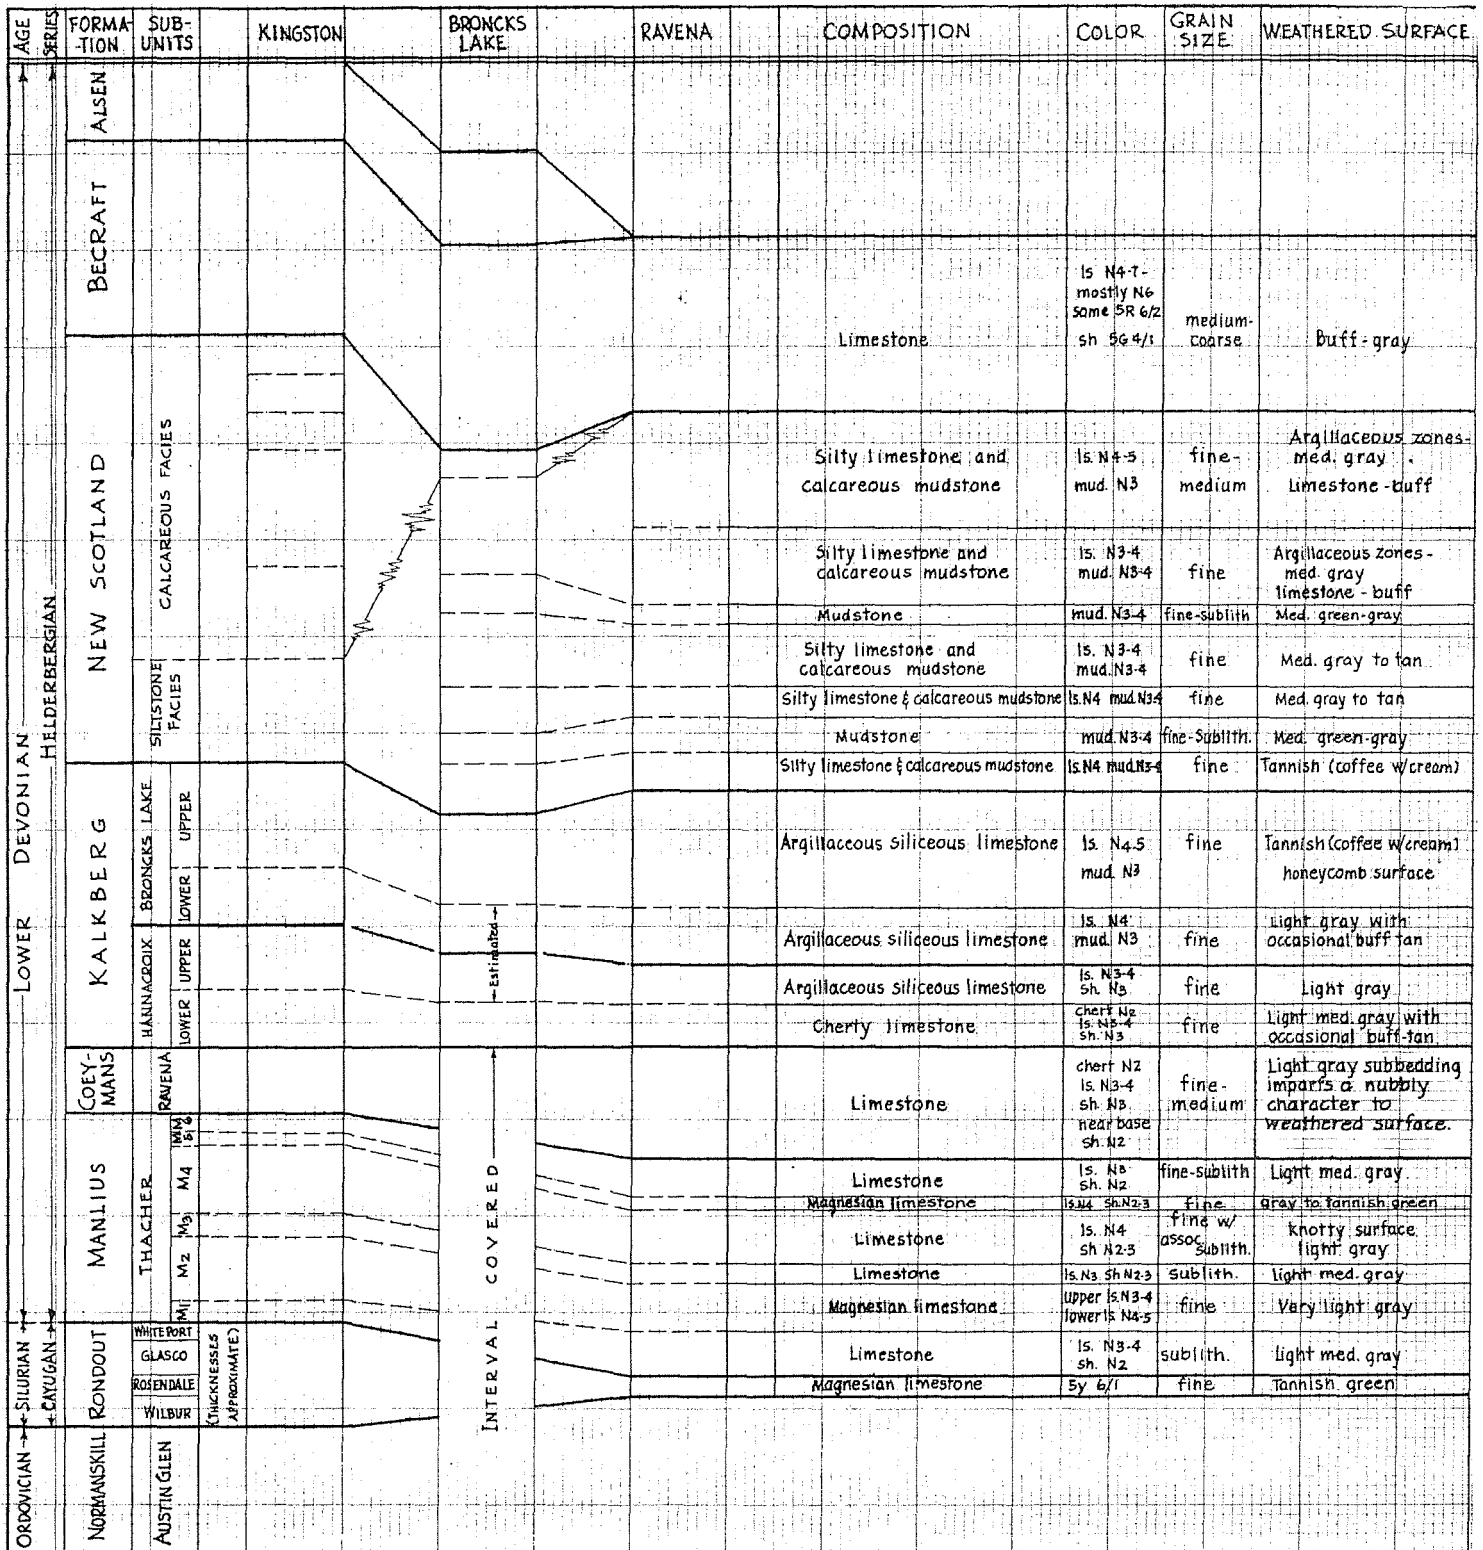 AGE
SERIES
FORMA-
-TION
SUB-
UNITS
KINGSTON
BRONCKS
LAKE
RAVENA
COMPOSITION
COLOR
GRAIN
SIZE
WEATHERED SURFACE
LOWER DEVONIAN
HELDERBERGIAN
SILURIAN
CAYUGAN
ORDOVICIAN
ALSEN
BECRAFT
NEW SCOTLAND
CALCAREOUS FACIES
SILTSTONE
FACIES
KALKBERG
BRONCKS LAKE
UPPER
LOWER
HANNACROIX
UPPER
LOWER
COEY-
MANS
RAVENA
MANLIUS
THACHER
M4
M3
M2
M1
RONDOUT
WHITEPORT
GLASCO
ROSENDALE
WILBUR
(THICKNESSES
APPROXIMATE)
NORMANSKILL
AUSTIN GLEN
Estimated
INTERVAL COVERED
Limestone
ls N4-7-
mostly N6
some 5R 6/2
sh 5G 4/1
medium-
coarse
buff-gray
Silty limestone and
calcareous mudstone
ls. N4-5
mud. N3
fine-
medium
Argillaceous zones-
med. gray
Limestone-buff
Silty limestone and
calcareous mudstone
ls. N3-4
mud. N3-4
fine
Argillaceous zones-
med. gray
limestone-buff
Mudstone
mud. N3-4
fine-sublith
Med. green-gray
Silty limestone and
calcareous mudstone
ls. N3-4
mud. N3-4
fine
Med. gray to tan
Silty limestone & calcareous mudstone
ls. N4 mud. N3-4
fine
Med. gray to tan
Mudstone
mud. N3-4
fine-Sublith.
Med. green-gray
Silty limestone & calcareous mudstone
ls. N4 mud. N3-4
fine
Tannish (coffee w/cream)
Argillaceous siliceous limestone
ls. N4.5
mud. N3
fine
Tannish (coffee w/cream)
honeycomb surface
Argillaceous siliceous limestone
ls. N4
mud. N3
fine
Light gray with
occasional buff tan
Argillaceous siliceous limestone
ls. N3-4
Sh. N3
fine
Light gray
Cherty limestone
chert N2
ls. N3-4
sh. N3
fine
Light med. gray with
occasional buff-tan
Limestone
chert N2
ls. N3-4
sh. N3
near base
sh. N2
fine-
medium
Light gray subbedding
imparts a nubbly
character to
weathered surface.
Limestone
ls. N3
sh. N2
fine-sublith
Light med. gray
Magnesian limestone
ls. N4 Sh. N2-3
fine
gray to tannish green
Limestone
ls. N4
sh N2-3
fine w/
assoc. sublith.
knotty surface
light gray
Limestone
ls. N3 Sh N2-3
sublith.
light med. gray
Magnesian limestone
upper ls. N3-4
lower ls N4-5
fine
Very light gray
Limestone
ls. N3-4
sh. N2
sublith.
Light med. gray
Magnesian limestone
5y 6/1
fine
Tannish green